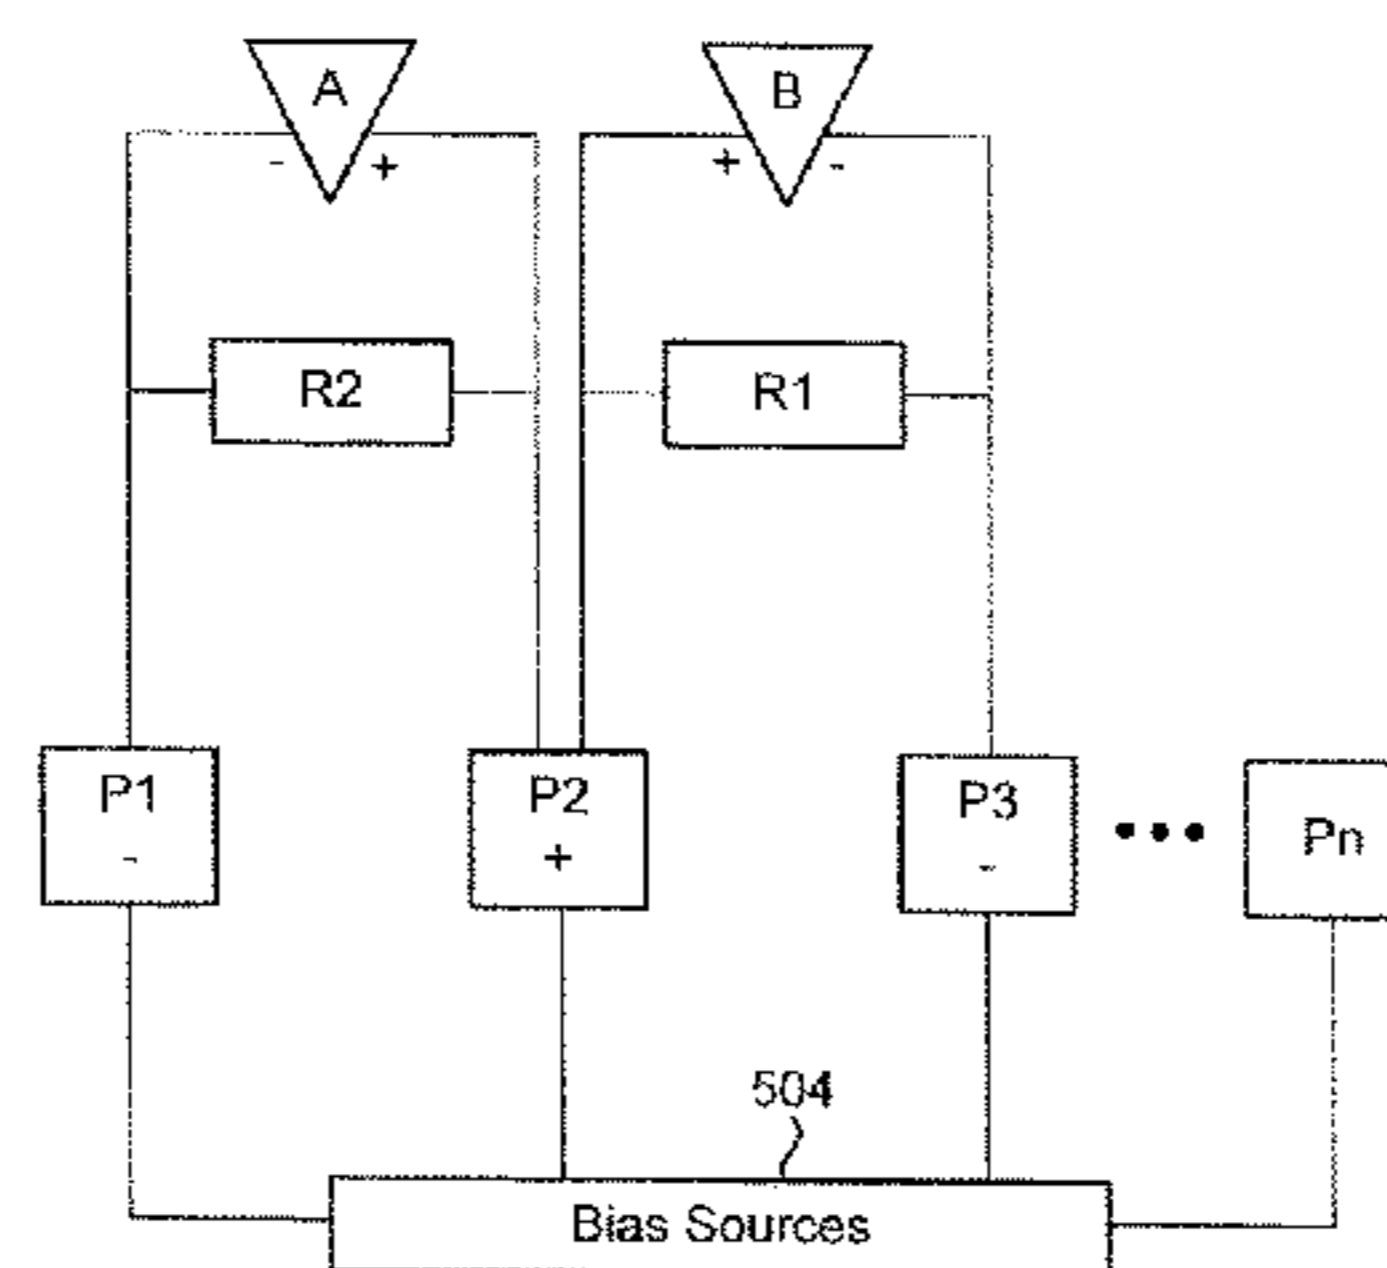 A
B
- +
+ -
R2
R1
P1
-
P2
+
P3
-
•••
Pn
504
Bias Sources